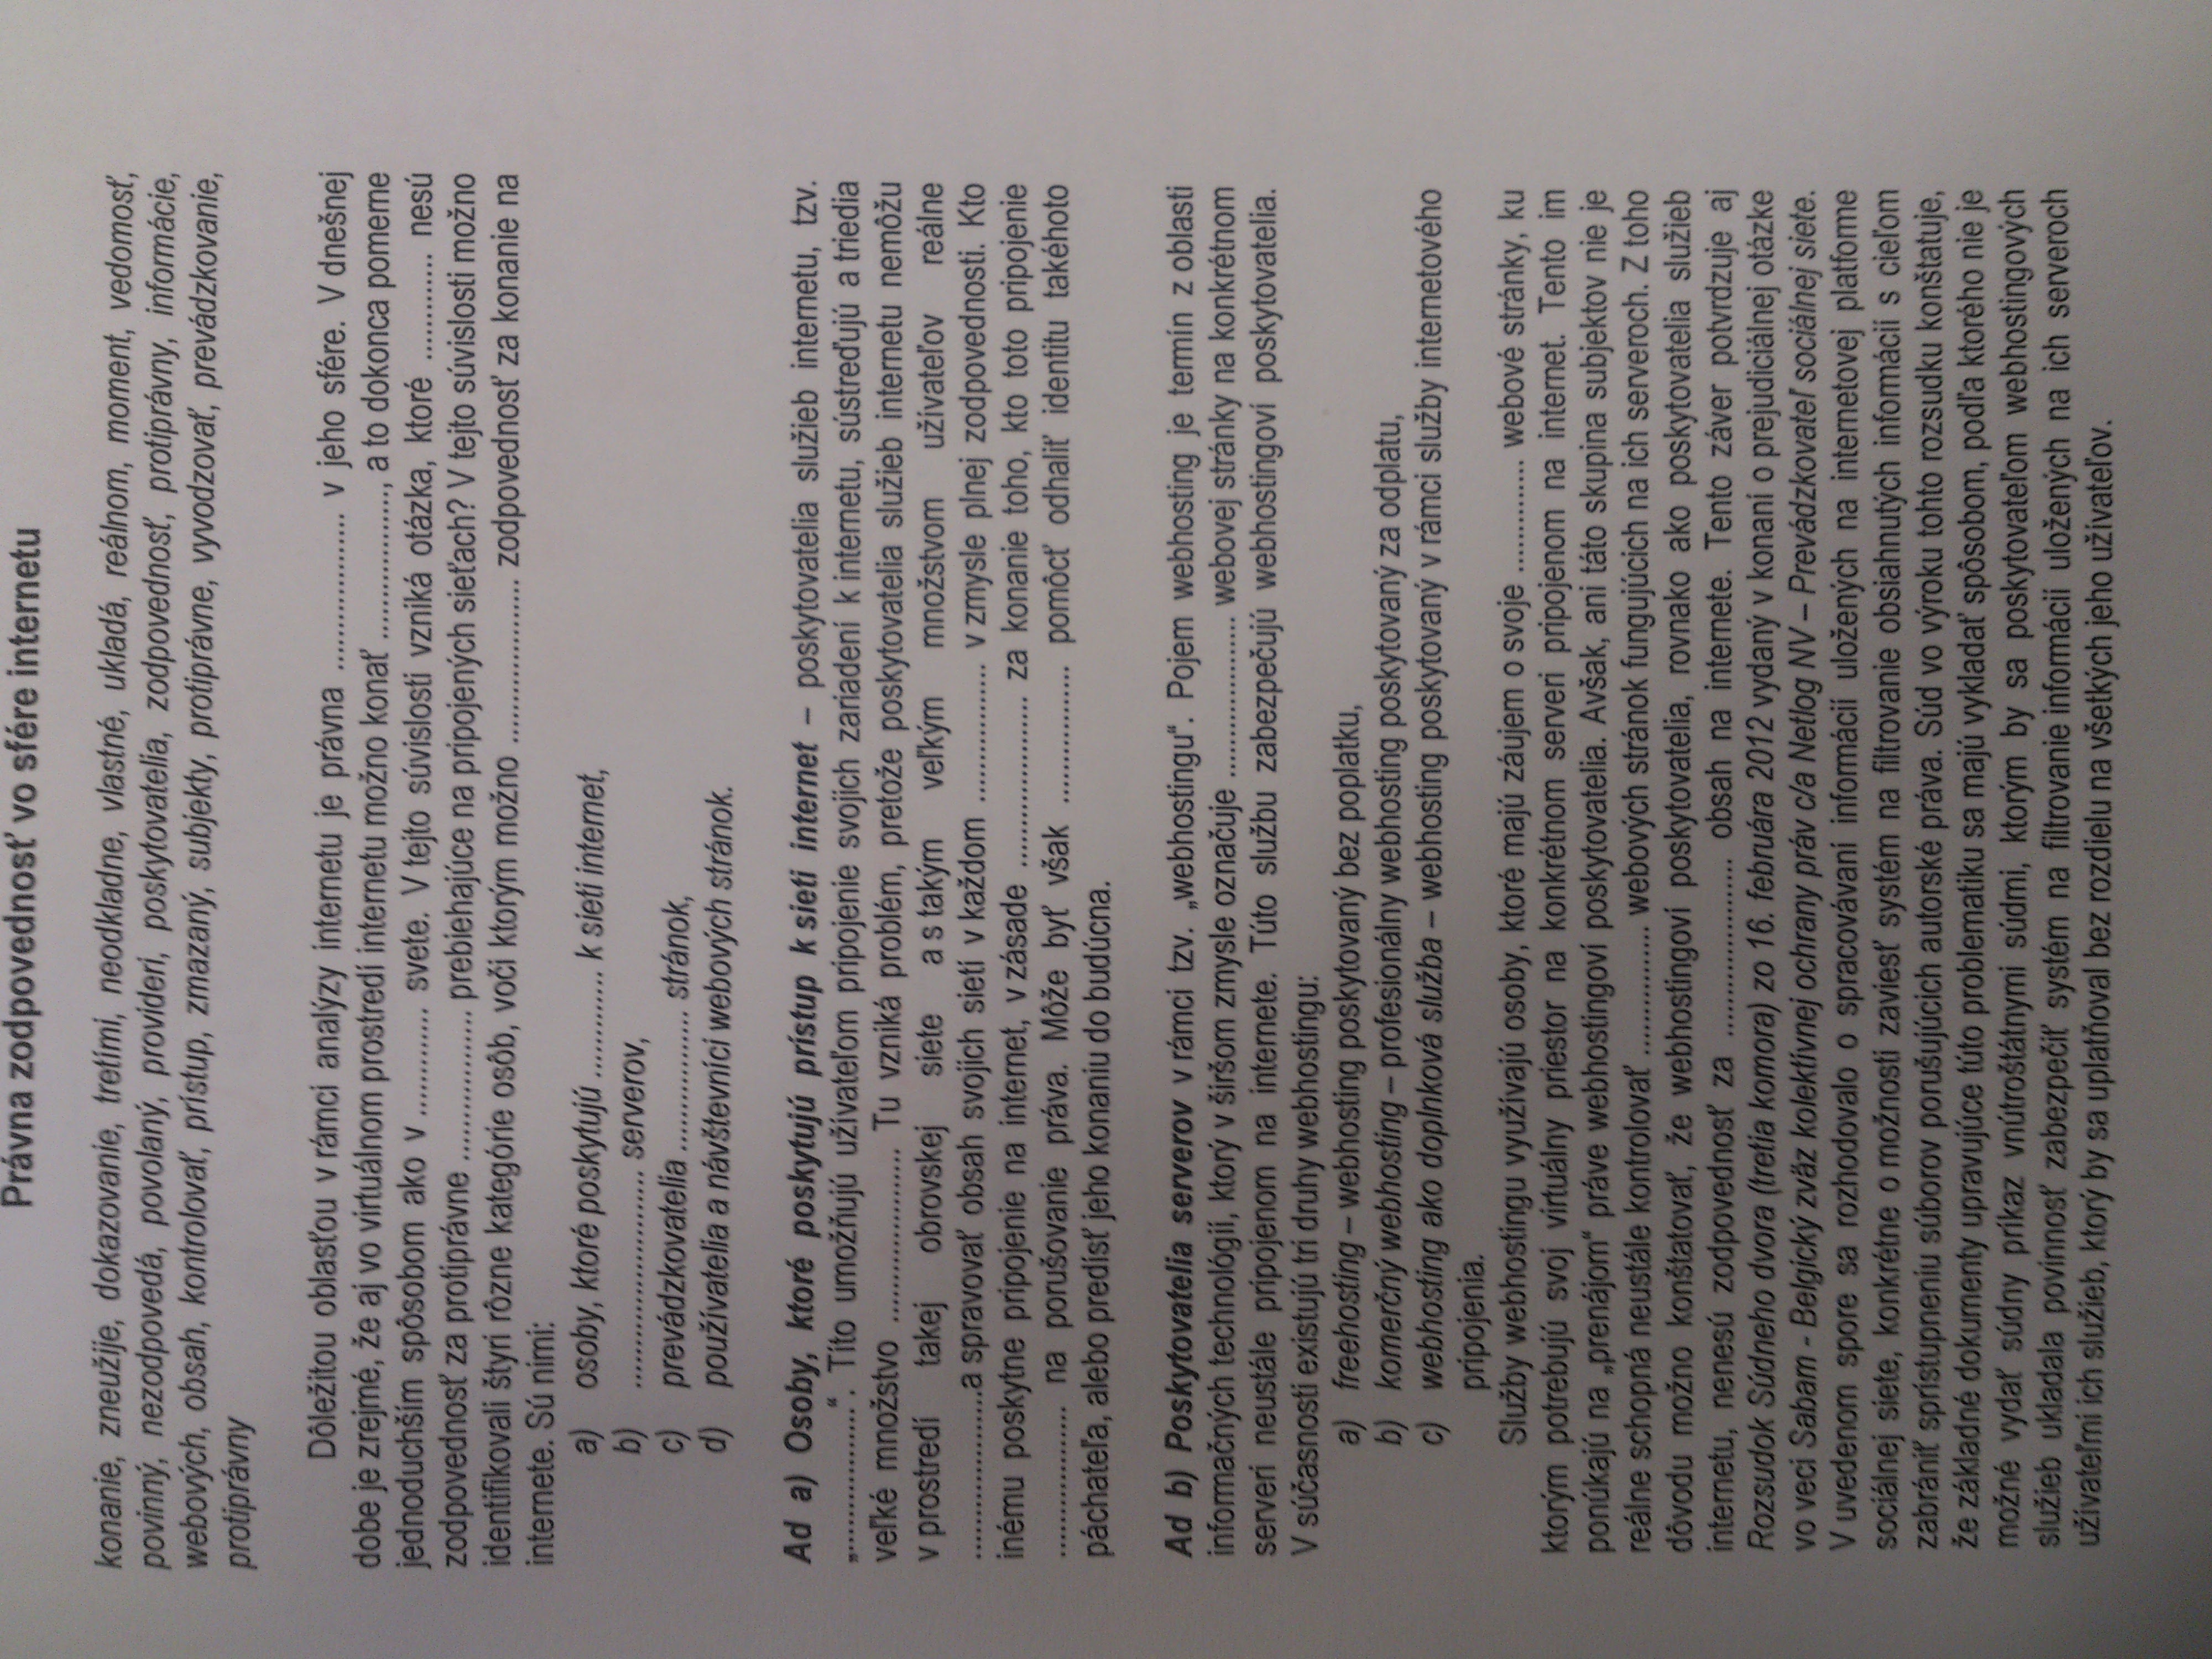 Právna zodpovednosť vo sfére internetu
konanie, zneužije, dokazovanie, tretími, neodkladne, vlastné, ukladá, reálnom, moment, vedomosť,
povinný, nezodpovedá, povolaný, provideri, poskytovatelia, zodpovednosť, protiprávny, informácie,
webových, obsah, kontrolovať, prístup, zmazaný, subjekty, protiprávne, vyvodzovať, prevádzkovanie,
protiprávny
Dôležitou oblasťou v rámci analýzy internetu je právna ................... v jeho sfére. V dnešnej
dobe je zrejmé, že aj vo virtuálnom prostredí internetu možno konať .................., a to dokonca pomerne
jednoduchším spôsobom ako v ............. svete. V tejto súvislosti vzniká otázka, ktoré ............. nesú
zodpovednosť za protiprávne .................. prebiehajúce na pripojených sieťach? V tejto súvislosti možno
identifikovali štyri rôzne kategórie osôb, voči ktorým možno .................... zodpovednosť za konanie na
internete. Sú nimi:
a) osoby, ktoré poskytujú ............. k sieti internet,
b) .......................... serverov,
c) prevádzkovatelia ................. stránok,
d) používatelia a návštevníci webových stránok.
Ad a) Osoby, ktoré poskytujú prístup k sieti internet – poskytovatelia služieb internetu, tzv.
„.................“. Títo umožňujú užívateľom pripojenie svojich zariadení k internetu, sústreďujú a triedia
veľké množstvo ..................... Tu vzniká problém, pretože poskytovatelia služieb internetu nemôžu
v prostredí takej obrovskej siete a s takým veľkým množstvom užívateľov reálne
....................a spravovať obsah svojich sietí v každom ................. v zmysle plnej zodpovednosti. Kto
inému poskytne pripojenie na internet, v zásade ..................... za konanie toho, kto toto pripojenie
.................. na porušovanie práva. Môže byť však ................. pomôcť odhaliť identitu takéhoto
páchateľa, alebo predísť jeho konaniu do budúcna.
Ad b) Poskytovatelia serverov v rámci tzv. „webhostingu“. Pojem webhosting je termín z oblasti
informačných technológií, ktorý v širšom zmysle označuje .................... webovej stránky na konkrétnom
serveri neustále pripojenom na internete. Túto službu zabezpečujú webhostingoví poskytovatelia.
V súčasnosti existujú tri druhy webhostingu:
a) freehosting – webhosting poskytovaný bez poplatku,
b) komerčný webhosting – profesionálny webhosting poskytovaný za odplatu,
c) webhosting ako doplnková služba – webhosting poskytovaný v rámci služby internetového
pripojenia.
Služby webhostingu využívajú osoby, ktoré majú záujem o svoje .............. webové stránky, ku
ktorým potrebujú svoj virtuálny priestor na konkrétnom serveri pripojenom na internet. Tento im
ponúkajú na „prenájom“ práve webhostingoví poskytovatelia. Avšak, ani táto skupina subjektov nie je
reálne schopná neustále kontrolovať ................ webových stránok fungujúcich na ich serveroch. Z toho
dôvodu možno konštatovať, že webhostingoví poskytovatelia, rovnako ako poskytovatelia služieb
internetu, nenesú zodpovednosť za ...................... obsah na internete. Tento záver potvrdzuje aj
Rozsudok Súdneho dvora (tretia komora) zo 16. februára 2012 vydaný v konaní o prejudiciálnej otázke
vo veci Sabam - Belgický zväz kolektívnej ochrany práv c/a Netlog NV – Prevádzkovateľ sociálnej siete.
V uvedenom spore sa rozhodovalo o spracovávaní informácií uložených na internetovej platforme
sociálnej siete, konkrétne o možnosti zaviesť systém na filtrovanie obsiahnutých informácií s cieľom
zabrániť sprístupneniu súborov porušujúcich autorské práva. Súd vo výroku tohto rozsudku konštatuje,
že základné dokumenty upravujúce túto problematiku sa majú vykladať spôsobom, podľa ktorého nie je
možné vydať súdny príkaz vnútroštátnymi súdmi, ktorým by sa poskytovateľom webhostingových
služieb ukladala povinnosť zabezpečiť systém na filtrovanie informácií uložených na ich serveroch
užívateľmi ich služieb, ktorý by sa uplatňoval bez rozdielu na všetkých jeho užívateľov.